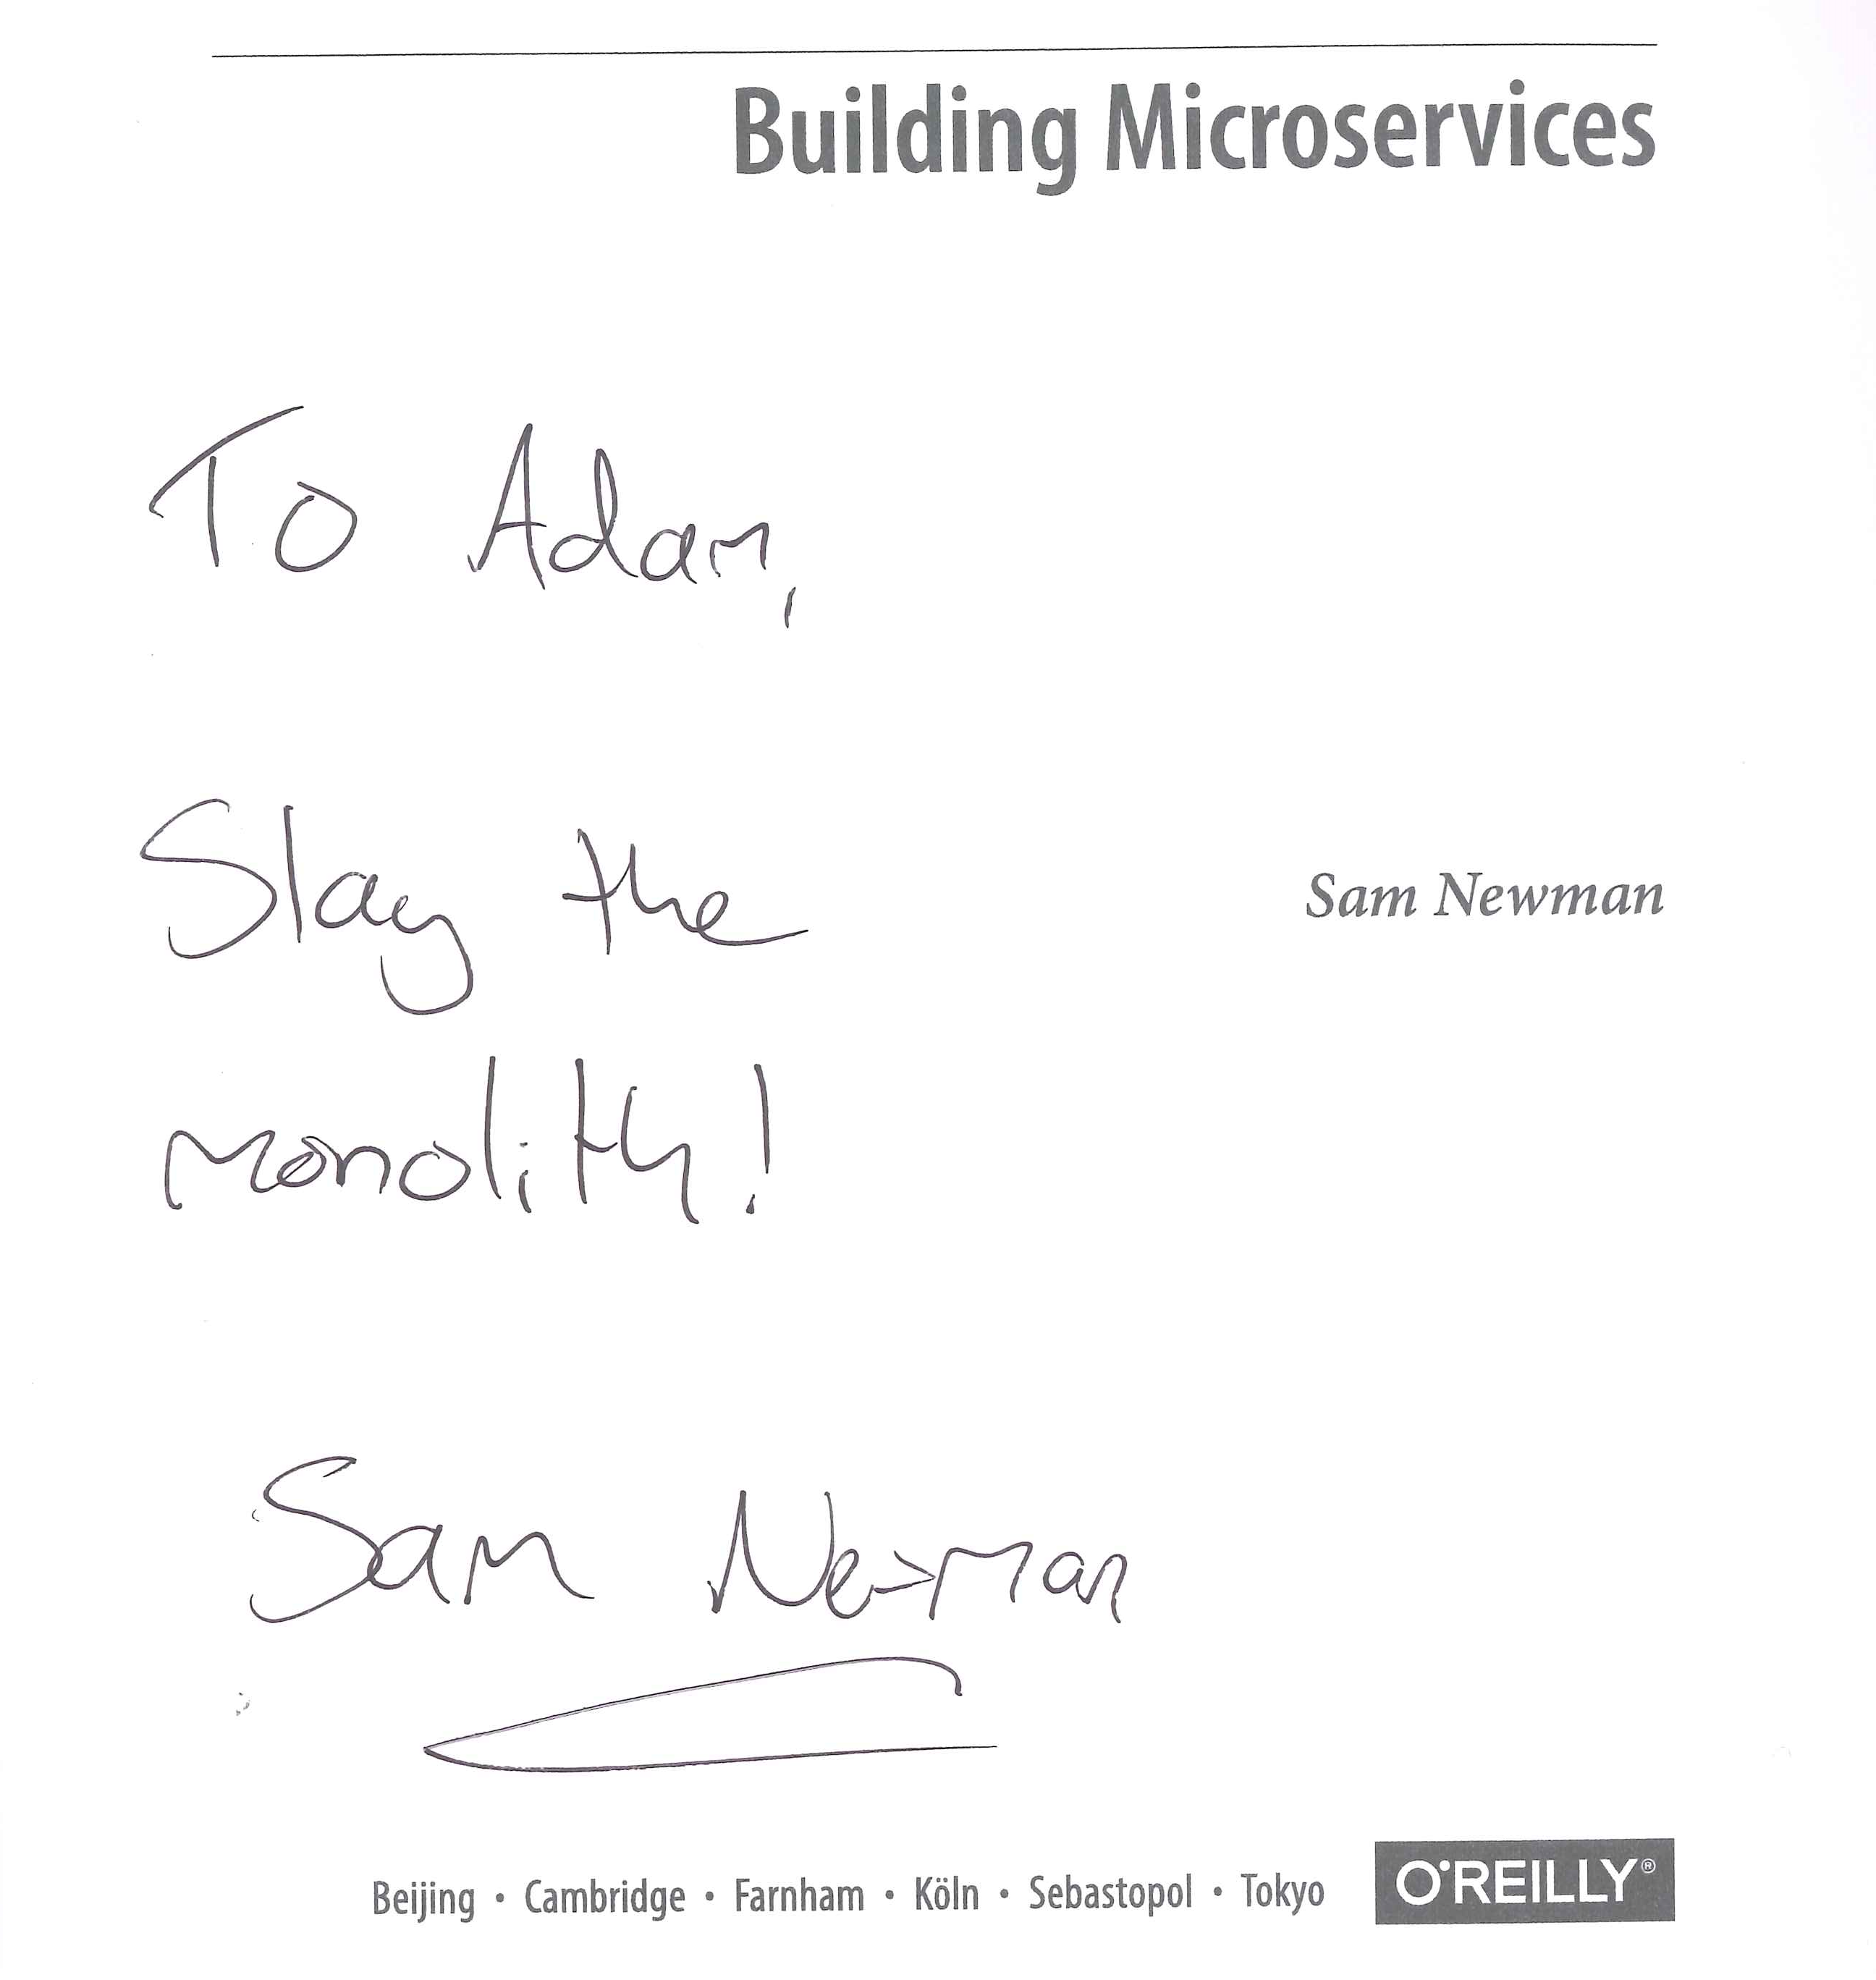 Building Microservices
To Adam,
Slay the
Sam Newman
monolith!
Sam Newman
Beijing • Cambridge • Farnham • Köln • Sebastopol • Tokyo
O'REILLY®